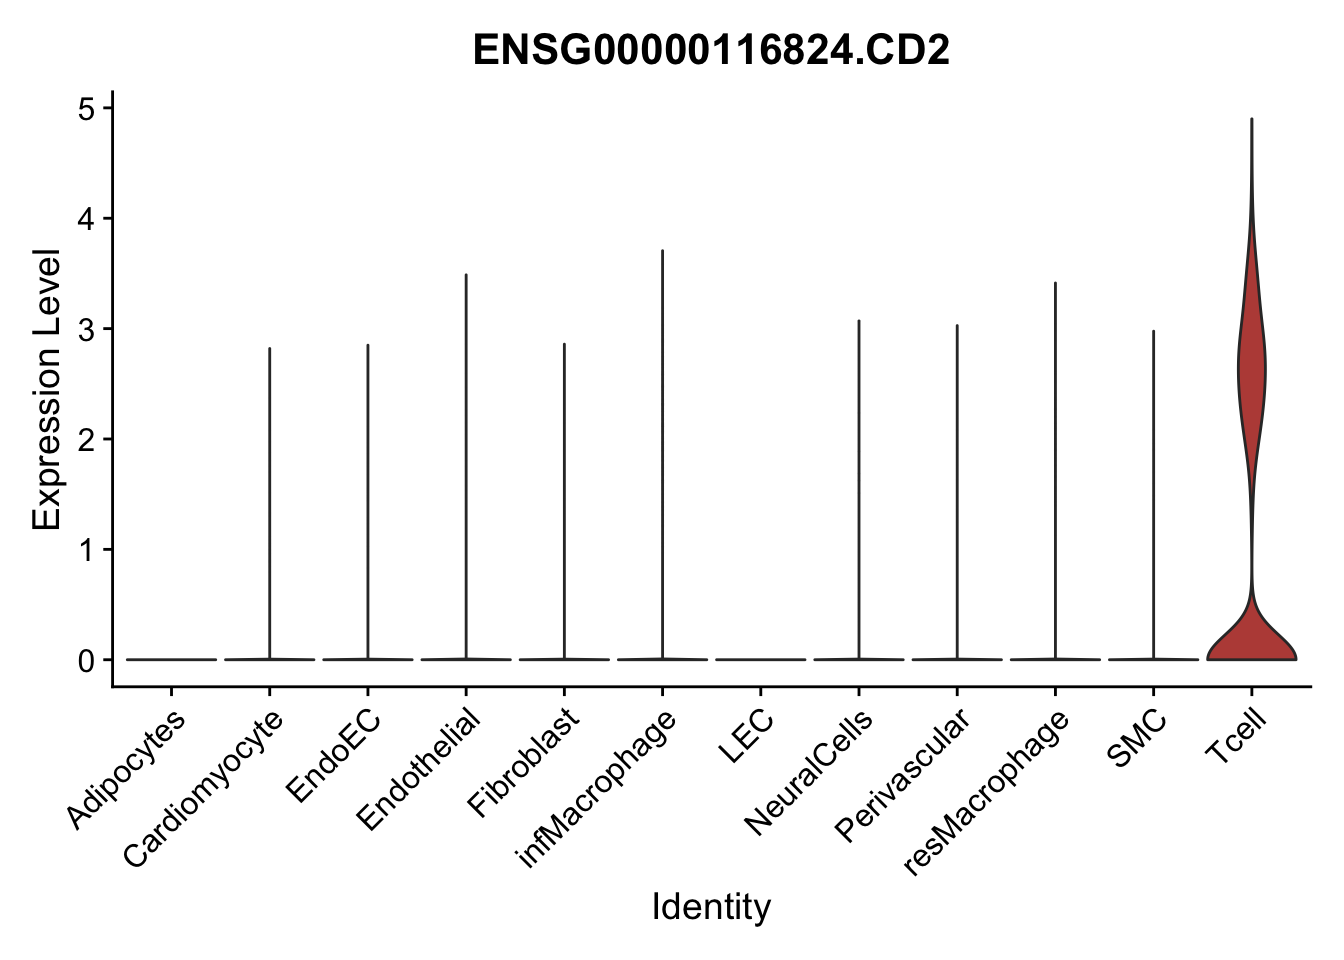 ENSG00000116824.CD2
Expression Level
5
4
3
2
1
0
Adipocytes
Cardiomyocyte
EndoEC
Endothelial
Fibroblast
infMacrophage
LEC
NeuralCells
Perivascular
resMacrophage
SMC
Tcell
Identity